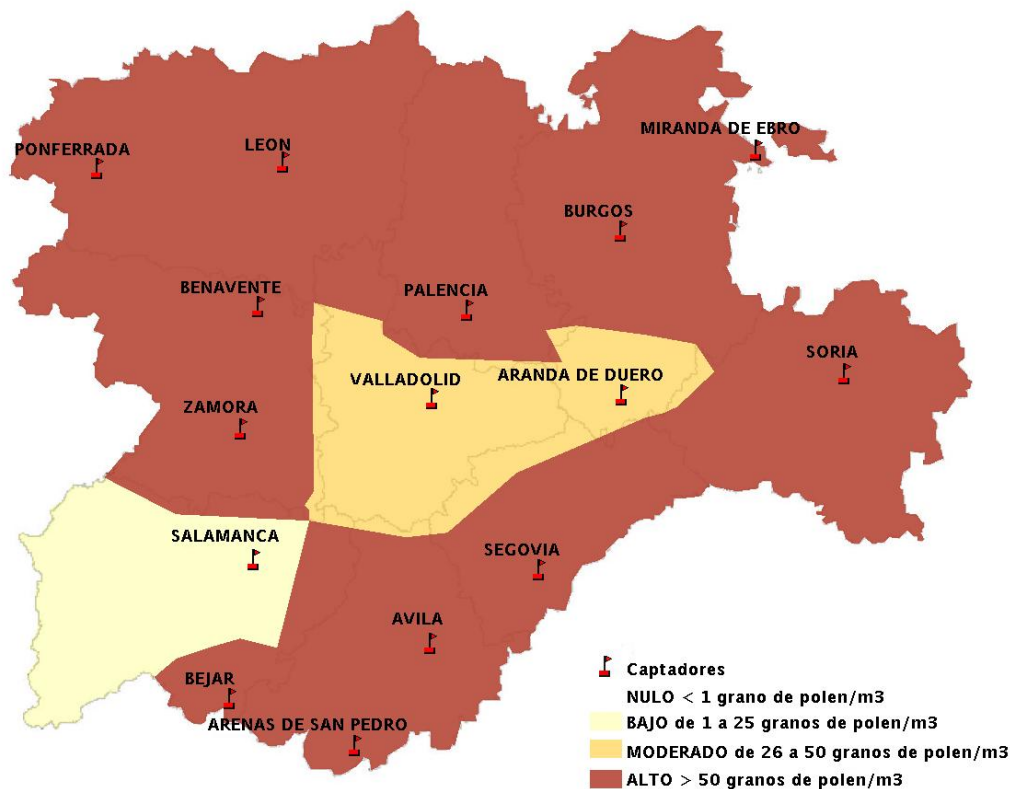 MIRANDA DE EBRO
PONFERRADA
LEON
BURGOS
BENAVENTE
PALENCIA
SORIA
VALLADOLID
ARANDA DE DUERO
ZAMORA
SALAMANCA
SEGOVIA
AVILA
BEJAR
ARENAS DE SAN PEDRO
Captadores
NULO < 1 grano de polen/m3
BAJO de 1 a 25 granos de polen/m3
MODERADO de 26 a 50 granos de polen/m3
ALTO > 50 granos de polen/m3